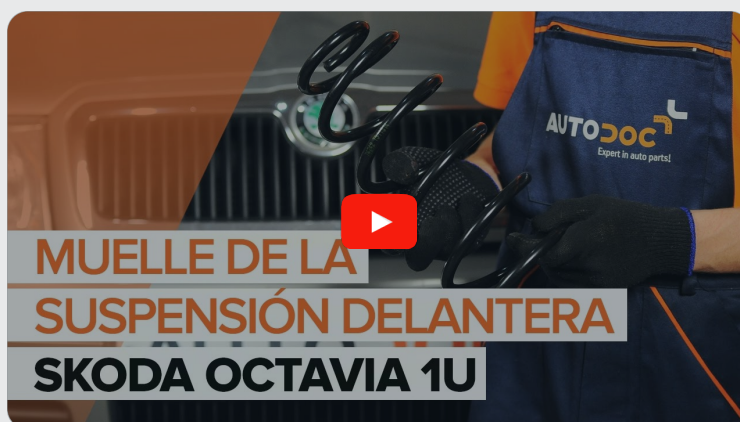 AUTODOC
Expert in auto parts!
MUELLE DE LA
SUSPENSIÓN DELANTERA
SKODA OCTAVIA 1U